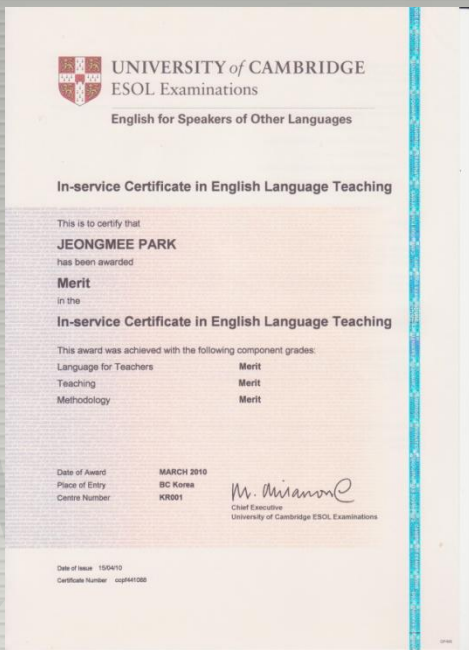 UNIVERSITY of CAMBRIDGE
ESOL Examinations
English for Speakers of Other Languages
In-service Certificate in English Language Teaching
This is to certify that
JEONGMEE PARK
has been awarded
Merit
in the
In-service Certificate in English Language Teaching
This award was achieved with the following component grades:
Language for Teachers Merit
Teaching Merit
Methodology Merit
Date of Award MARCH 2010
Place of Entry BC Korea
Centre Number KR001
Chief Executive
University of Cambridge ESOL Examinations
Date of Issue 15/04/10
Certificate Number